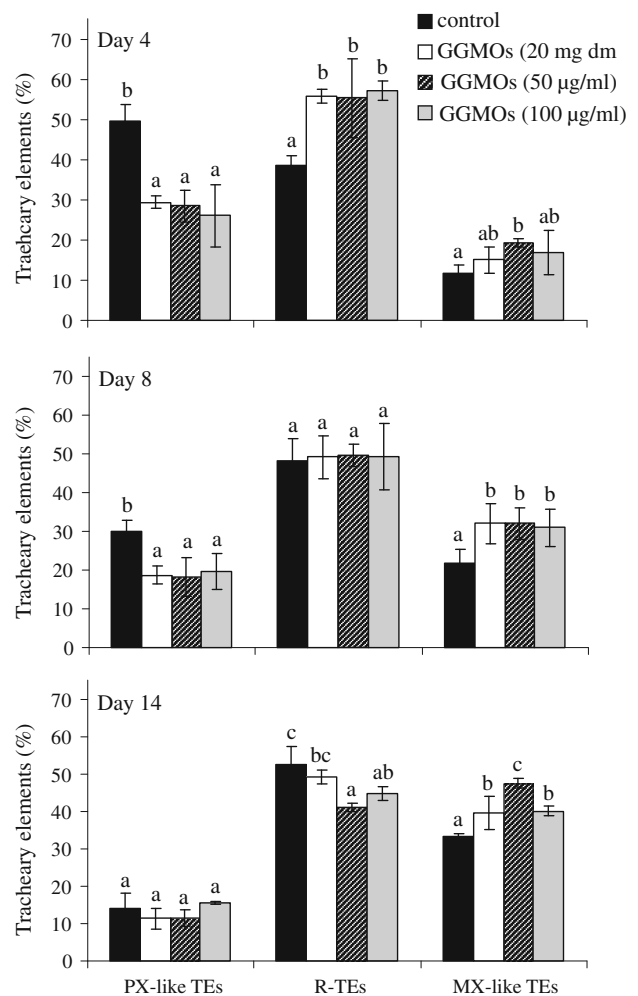 control
GGMOs (20 mg dm
GGMOs (50 µg/ml)
GGMOs (100 µg/ml)
Day 4
Traehcary elements (%)
70
60
50
40
30
20
10
0
b a a a
a b b b
a ab b ab
Day 8
Tracheary elements (%)
70
60
50
40
30
20
10
0
b a a a
a a a a
a b b b
Day 14
Tracheary elements (%)
70
60
50
40
30
20
10
0
a a a a
c bc a ab
a b c b
PX-like TEs R-TEs MX-like TEs